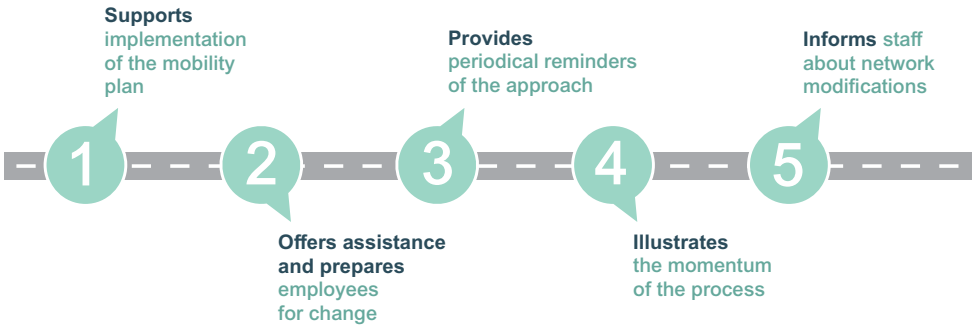 1
Supports
implementation
of the mobility
plan
2
Offers assistance
and prepares
employees
for change
3
Provides
periodical reminders
of the approach
4
Illustrates
the momentum
of the process
5
Informs staff
about network
modifications